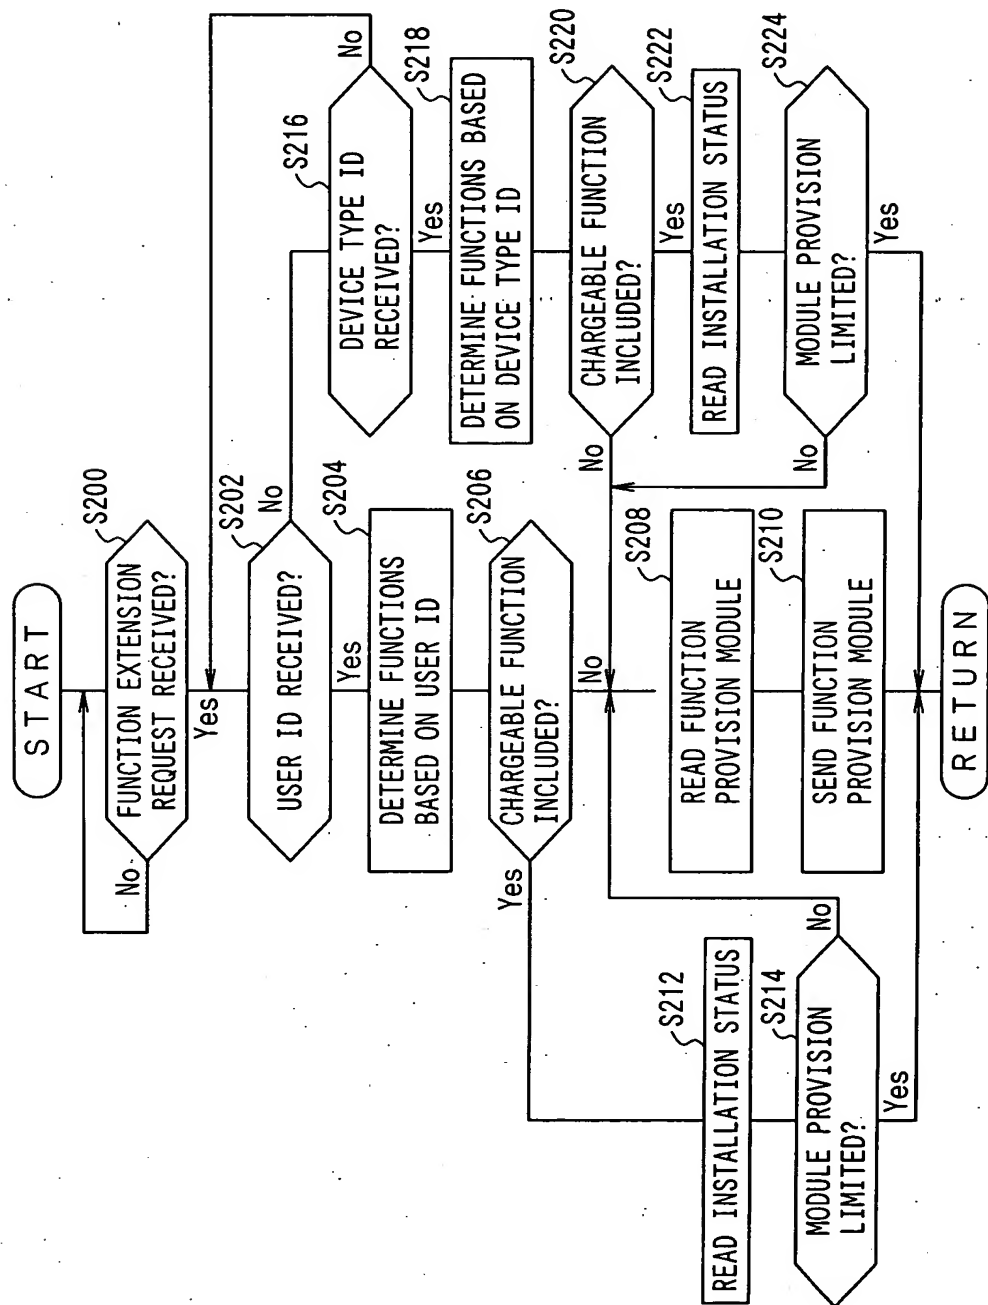 START
S200
FUNCTION EXTENSION
REQUEST RECEIVED?
No
Yes
S202
USER ID RECEIVED?
No
Yes
S204
DETERMINE FUNCTIONS
BASED ON USER ID
S206
CHARGEABLE FUNCTION
INCLUDED?
Yes
No
S208
READ FUNCTION
PROVISION MODULE
S210
SEND FUNCTION
PROVISION MODULE
S212
READ INSTALLATION STATUS
S214
MODULE PROVISION
LIMITED?
No
Yes
S216
DEVICE TYPE ID
RECEIVED?
No
Yes
S218
DETERMINE FUNCTIONS BASED
ON DEVICE TYPE ID
S220
CHARGEABLE FUNCTION
INCLUDED?
No
Yes
S222
READ INSTALLATION STATUS
S224
MODULE PROVISION
LIMITED?
No
Yes
RETURN